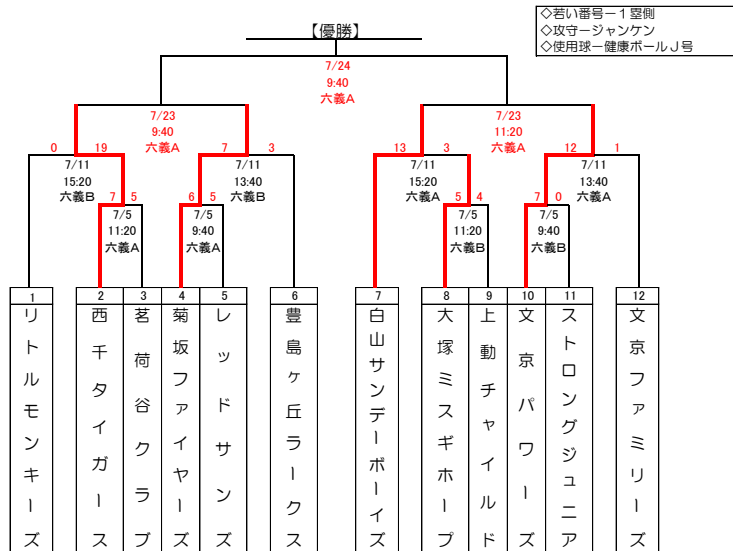 ◇若い番号ー１塁側
◇攻守ージャンケン
◇使用球ー健康ボールJ号
【優勝】
7/24
9:40
六義A
7/23
9:40
六義A
7/23
11:20
六義A
0 19
7/11
15:20
六義B
7 3
7/11
13:40
六義B
13 3
7/11
15:20
六義A
12 1
7/11
13:40
六義A
7 5
7/5
11:20
六義A
6 5
7/5
9:40
六義A
5 4
7/5
11:20
六義B
7 0
7/5
9:40
六義B
1
リトルモンキーズ
2
西千タイガース
3
茗荷谷クラブ
4
菊坂ファイヤーズ
5
レッドサンズ
6
豊島ヶ丘ラークス
7
白山サンデーボーイズ
8
大塚ミスギホープ
9
上動チャイルド
10
文京パワーズ
11
ストロングジュニア
12
文京ファミリーズ